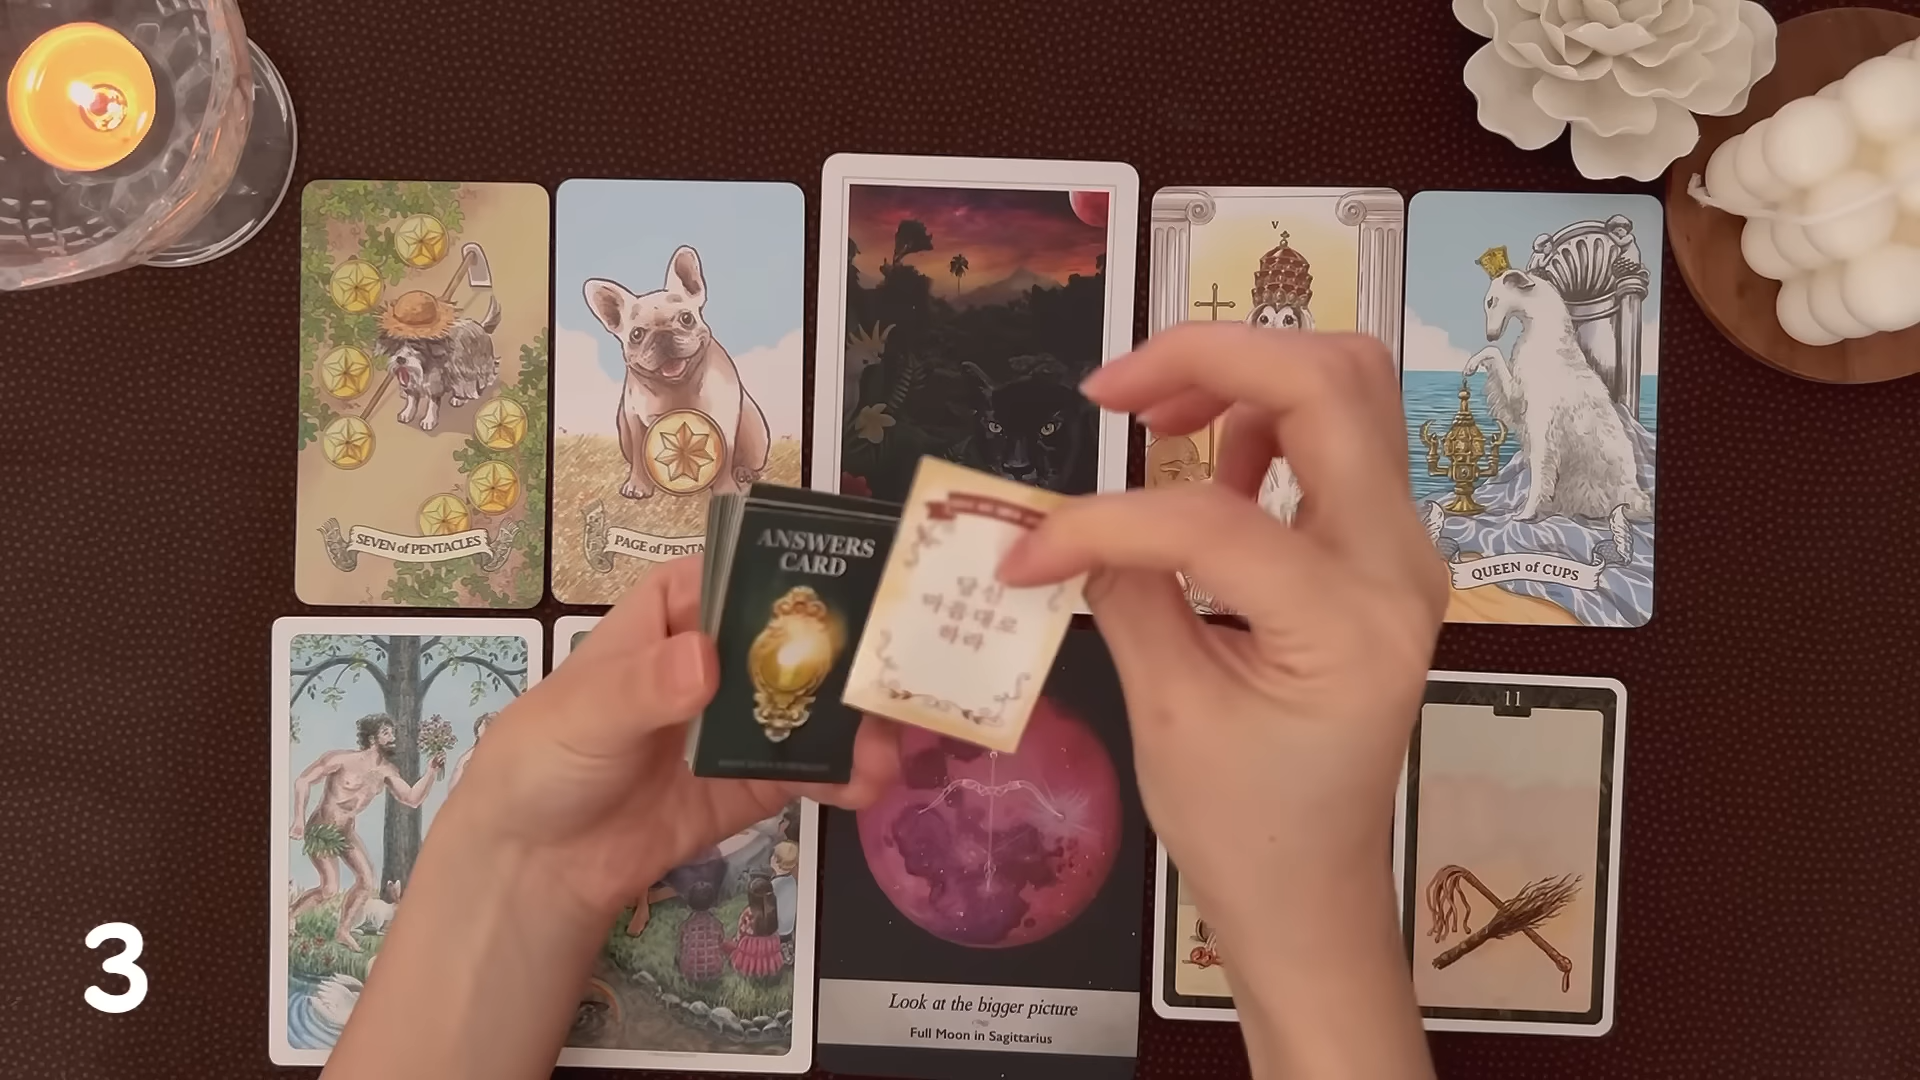 SEVEN of PENTACLES
PAGE of PENTA
V
QUEEN of CUPS
ANSWERS
CARD
당신
마음대로
하라
11
Look at the bigger picture
Full Moon in Sagittarius
3